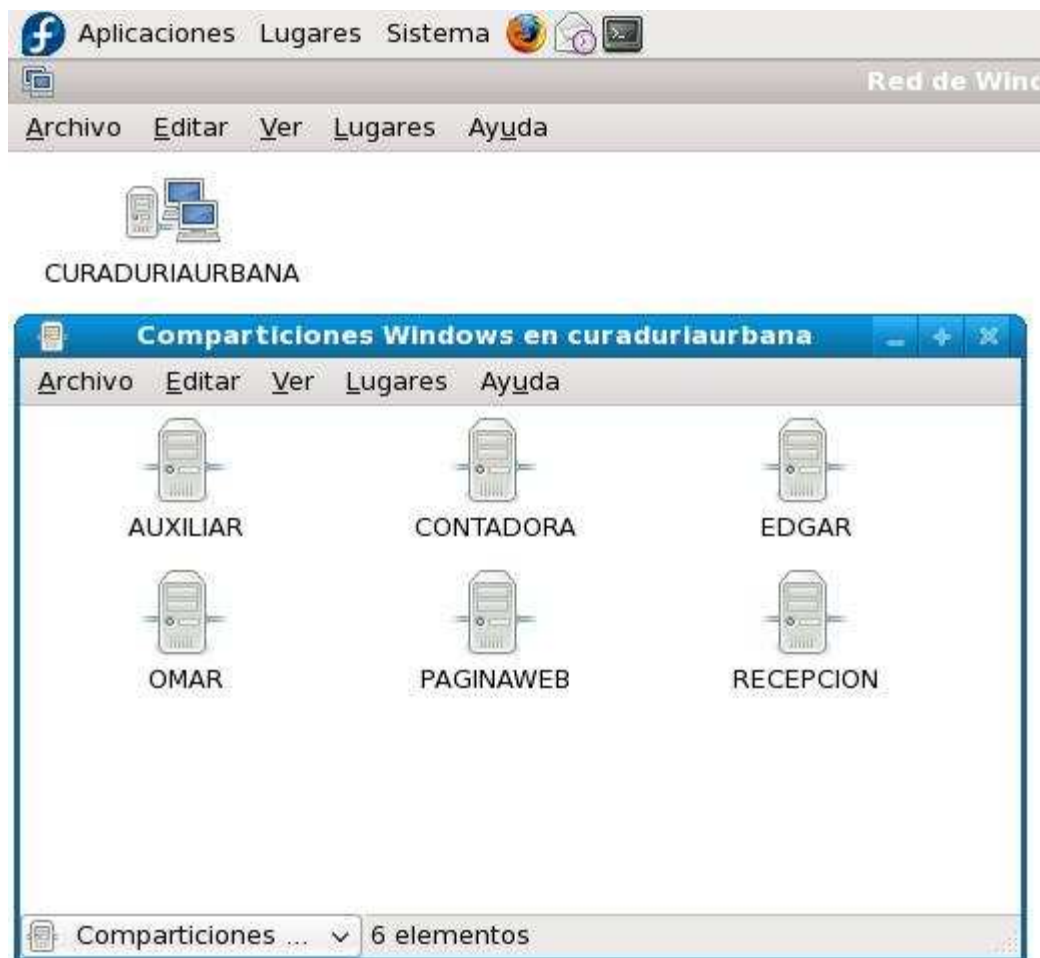 Aplicaciones Lugares Sistema
Red de Wind
Archivo Editar Ver Lugares Ayuda
CURADURIAURBANA
Comparticiones Windows en curaduriaurbana
Archivo Editar Ver Lugares Ayuda
AUXILIAR CONTADORA EDGAR
OMAR PAGINAWEB RECEPCION
Comparticiones ... 6 elementos